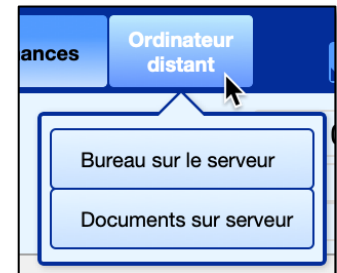 ances
Ordinateur
distant
Bureau sur le serveur
Documents sur serveur